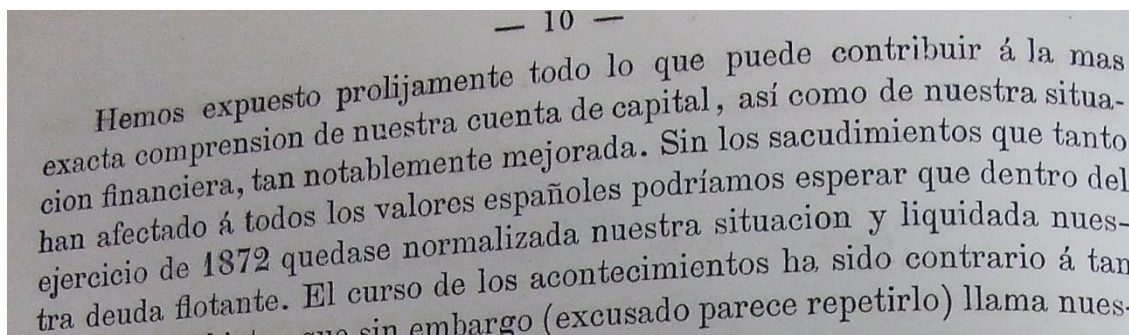 — 10 —
Hemos expuesto prolijamente todo lo que puede contribuir á la mas
exacta comprension de nuestra cuenta de capital, así como de nuestra situa-
cion financiera, tan notablemente mejorada. Sin los sacudimientos que tanto
han afectado á todos los valores españoles podríamos esperar que dentro del
ejercicio de 1872 quedase normalizada nuestra situacion y liquidada nues-
tra deuda flotante. El curso de los acontecimientos ha sido contrario á tan
que sin embargo (excusado parece repetirlo) llama nues-